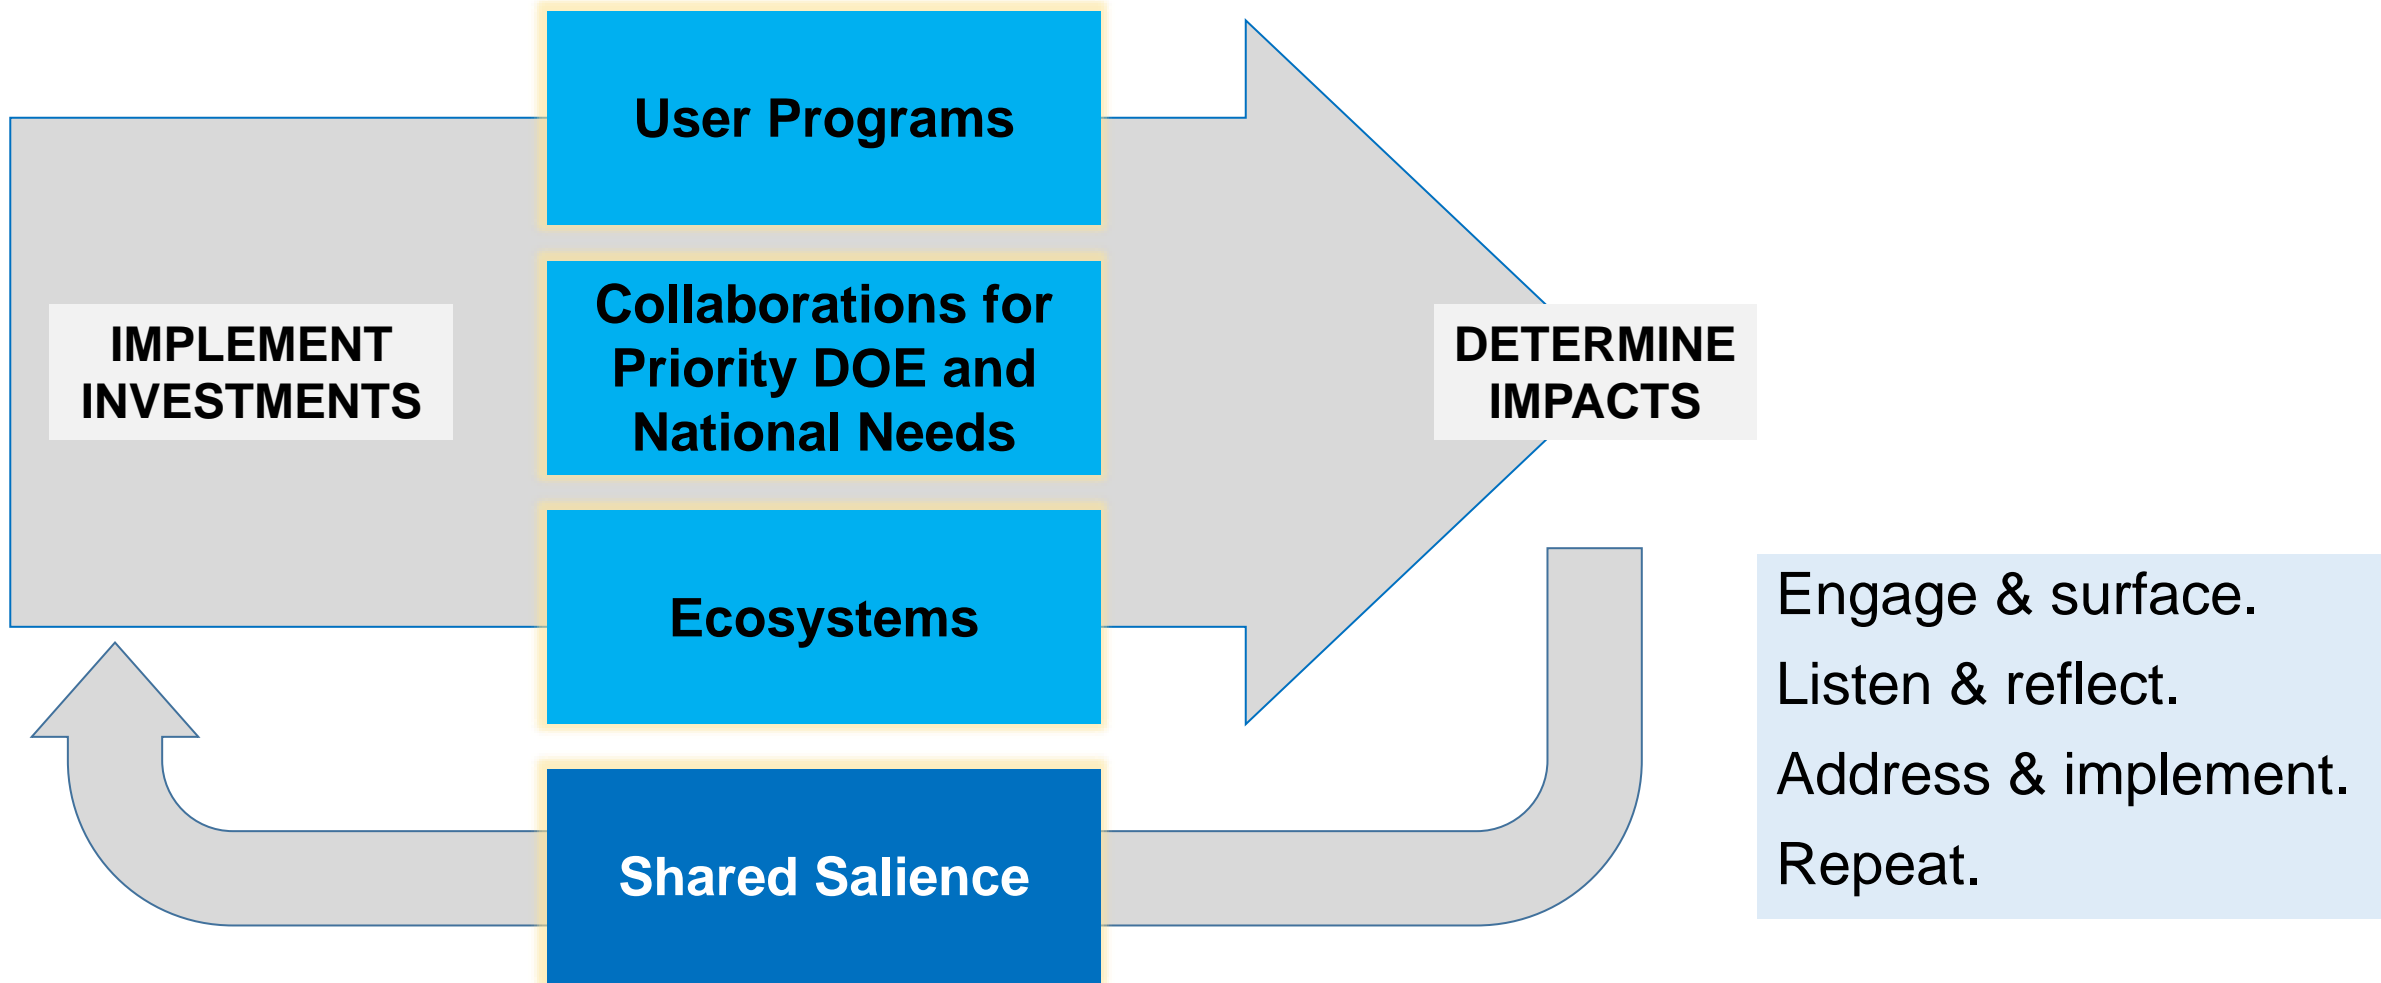 User Programs
IMPLEMENT
INVESTMENTS
Collaborations for
Priority DOE and
National Needs
DETERMINE
IMPACTS
Ecosystems
Shared Salience
Engage & surface.
Listen & reflect.
Address & implement.
Repeat.